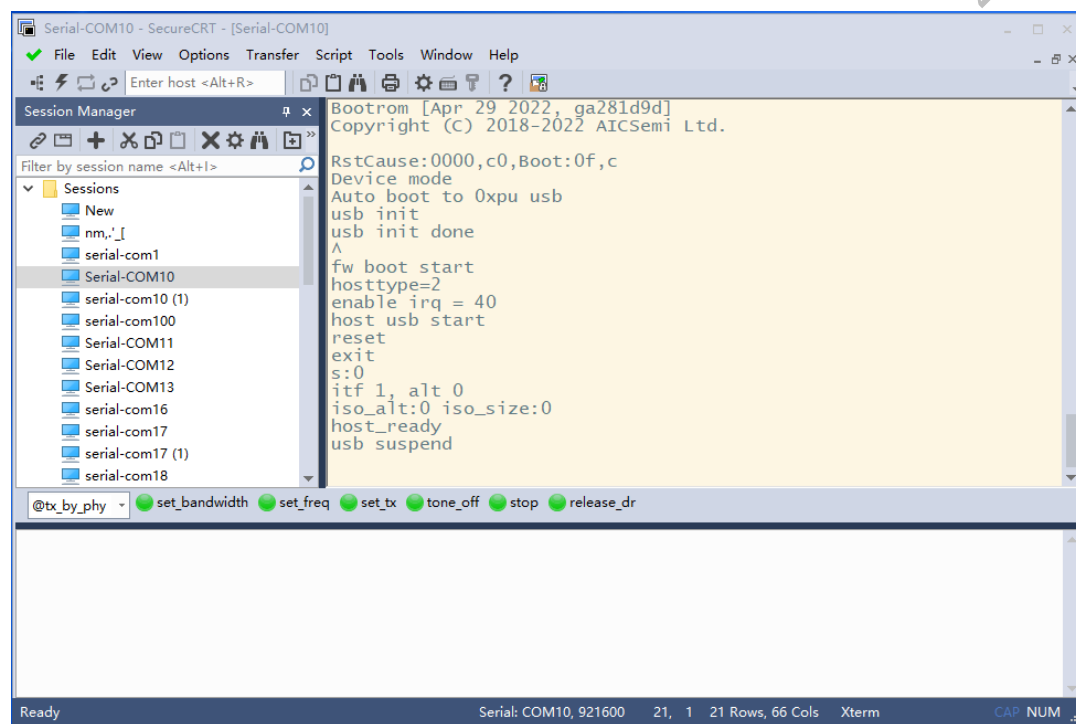 Serial-COM10 - SecureCRT - [Serial-COM10]
File Edit View Options Transfer Script Tools Window Help
Enter host <Alt+R>
Session Manager
Filter by session name <Alt+I>
Sessions
New
nm,.'_[
serial-com1
Serial-COM10
serial-com10 (1)
serial-com100
Serial-COM11
Serial-COM12
Serial-COM13
serial-com16
serial-com17
serial-com17 (1)
serial-com18
Bootrom [Apr 29 2022, ga281d9d]
Copyright (C) 2018-2022 AICSemi Ltd.
RstCause:0000,c0,Boot:0f,c
Device mode
Auto boot to 0xpu usb
usb init
usb init done
^
fw boot start
hosttype=2
enable irq = 40
host usb start
reset
exit
s:0
itf 1, alt 0
iso_alt:0 iso_size:0
host_ready
usb suspend
@tx_by_phy set_bandwidth set_freq set_tx tone_off stop release_dr
Ready Serial: COM10, 921600 21, 1 21 Rows, 66 Cols Xterm CAP NUM